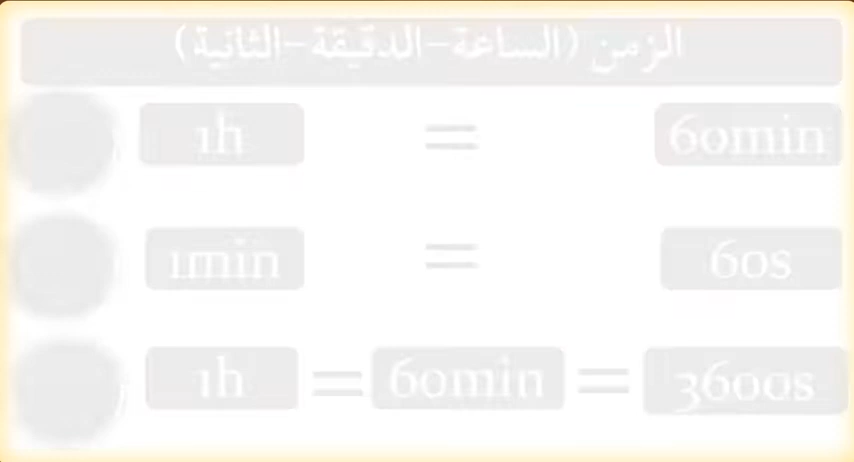 الزمن (الساعة-الدقيقة-الثانية)
1h = 60min
1min = 60s
1h = 60min = 3600s